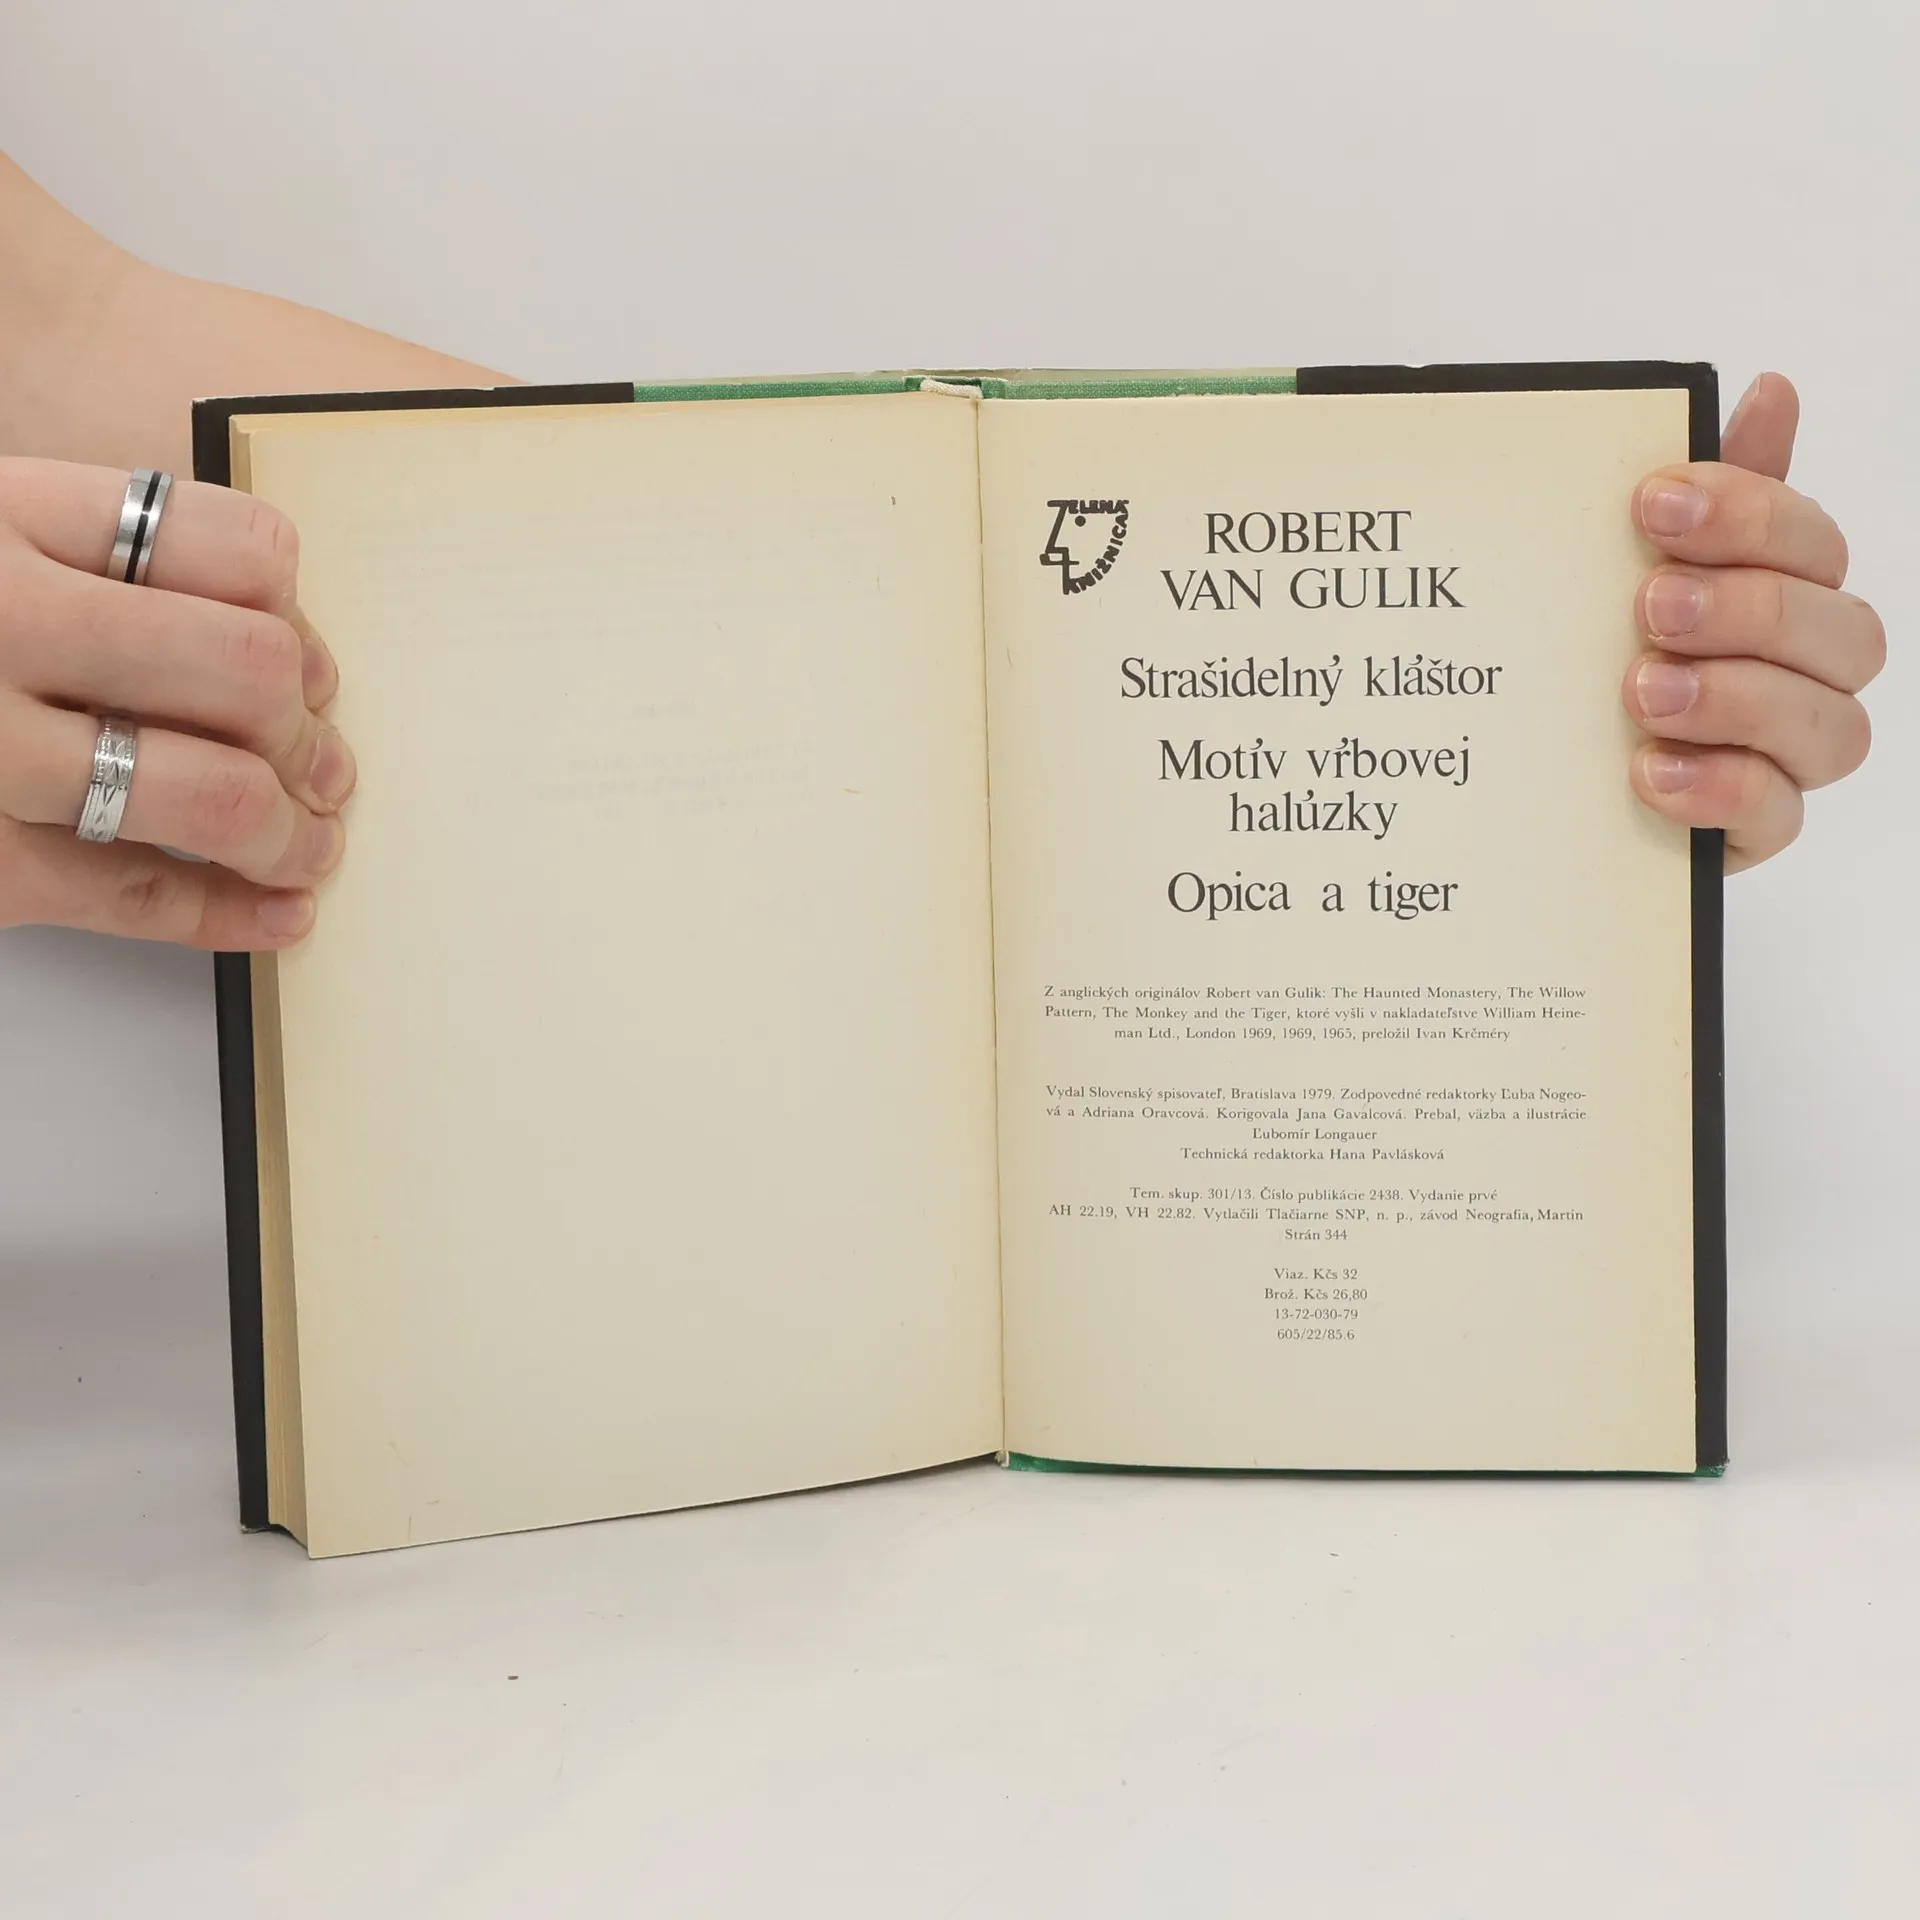 ZELENÁ
KNIŽNICA
ROBERT
VAN GULIK
Strašidelný kláštor
Motív vŕbovej
halúzky
Opica a tiger
Z anglických originálov Robert van Gulik: The Haunted Monastery, The Willow
Pattern, The Monkey and the Tiger, ktoré vyšli v nakladateľstve William Heine-
man Ltd., London 1969, 1969, 1965, preložil Ivan Krčméry
Vydal Slovenský spisovateľ, Bratislava 1979. Zodpovedné redaktorky Ľuba Nogeo-
vá a Adriana Oravcová. Korigovala Jana Gavalcová. Prebal, väzba a ilustrácie
Ľubomír Longauer
Technická redaktorka Hana Pavlásková
Tem. skup. 301/13. Číslo publikácie 2438. Vydanie prvé
AH 22.19, VH 22.82. Vytlačili Tlačiarne SNP, n. p., závod Neografia, Martin
Strán 344
Viaz. Kčs 32
Brož. Kčs 26,80
13-72-030-79
605/22/85.6